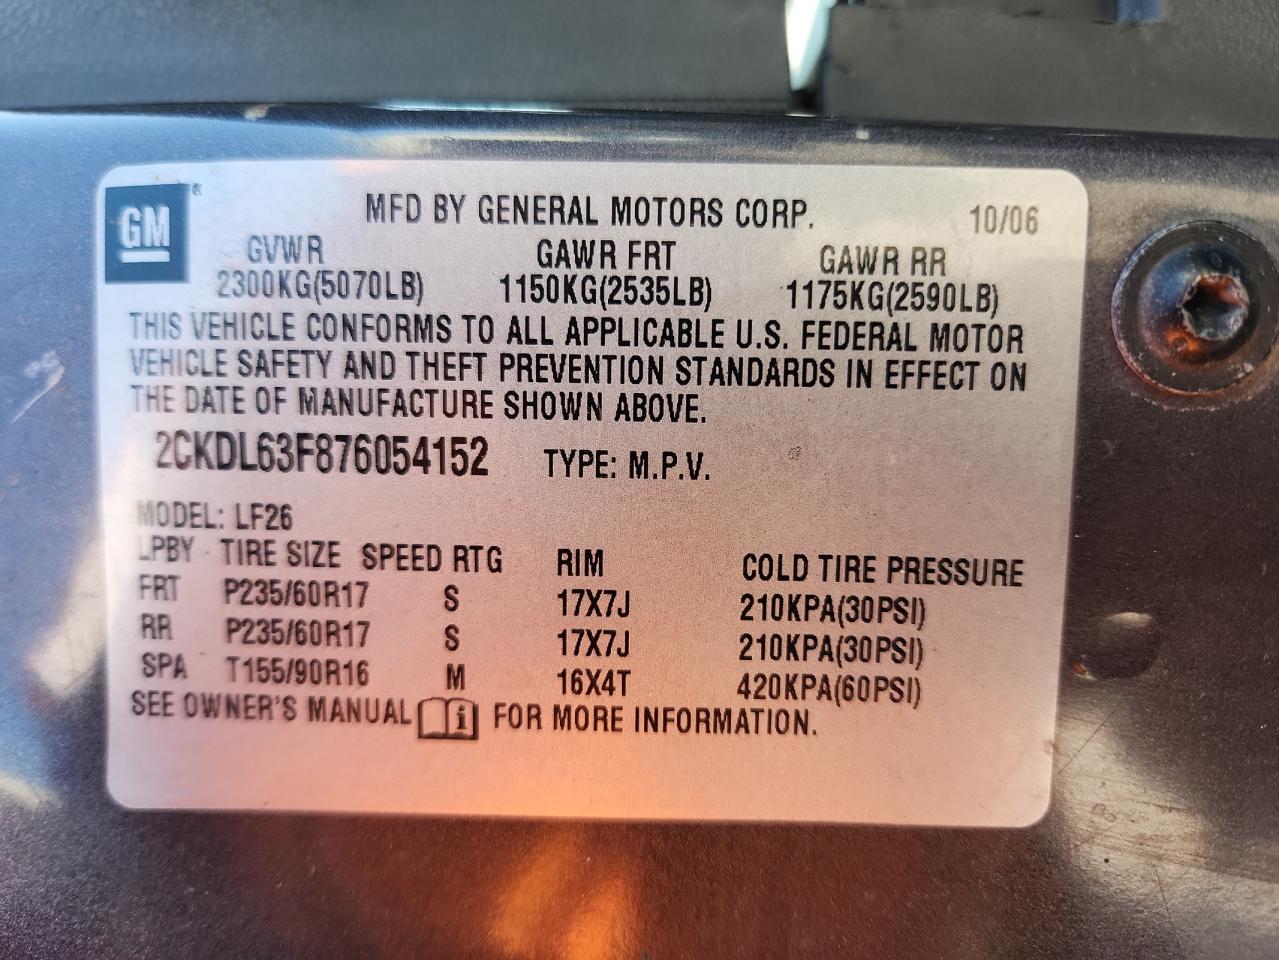 GM ®
MFD BY GENERAL MOTORS CORP. 10/06
GVWR GAWR FRT GAWR RR
2300KG(5070LB) 1150KG(2535LB) 1175KG(2590LB)
THIS VEHICLE CONFORMS TO ALL APPLICABLE U.S. FEDERAL MOTOR
VEHICLE SAFETY AND THEFT PREVENTION STANDARDS IN EFFECT ON
THE DATE OF MANUFACTURE SHOWN ABOVE.
2CKDL63F876054152 TYPE: M.P.V.
MODEL: LF26
LPBY TIRE SIZE SPEED RTG RIM COLD TIRE PRESSURE
FRT P235/60R17 S 17X7J 210KPA(30PSI)
RR P235/60R17 S 17X7J 210KPA(30PSI)
SPA T155/90R16 M 16X4T 420KPA(60PSI)
SEE OWNER'S MANUAL i FOR MORE INFORMATION.